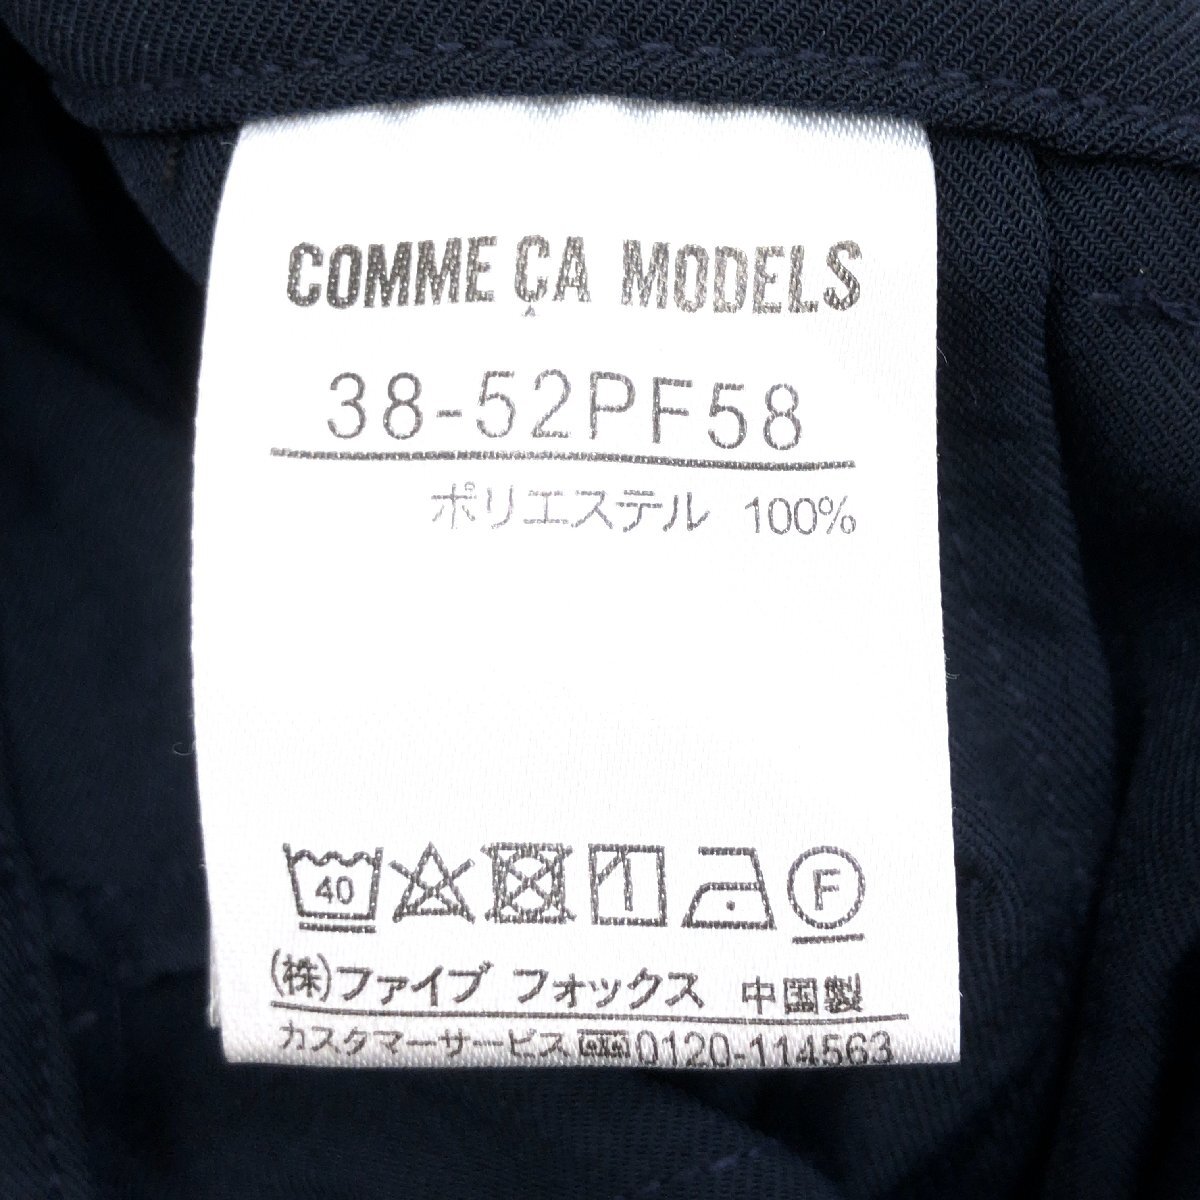 COMME ÇA MODELS
38-52PF58
ポリエステル 100%
40 F
(株)ファイブ フォックス 中国製
カスタマーサービス 0120-114563